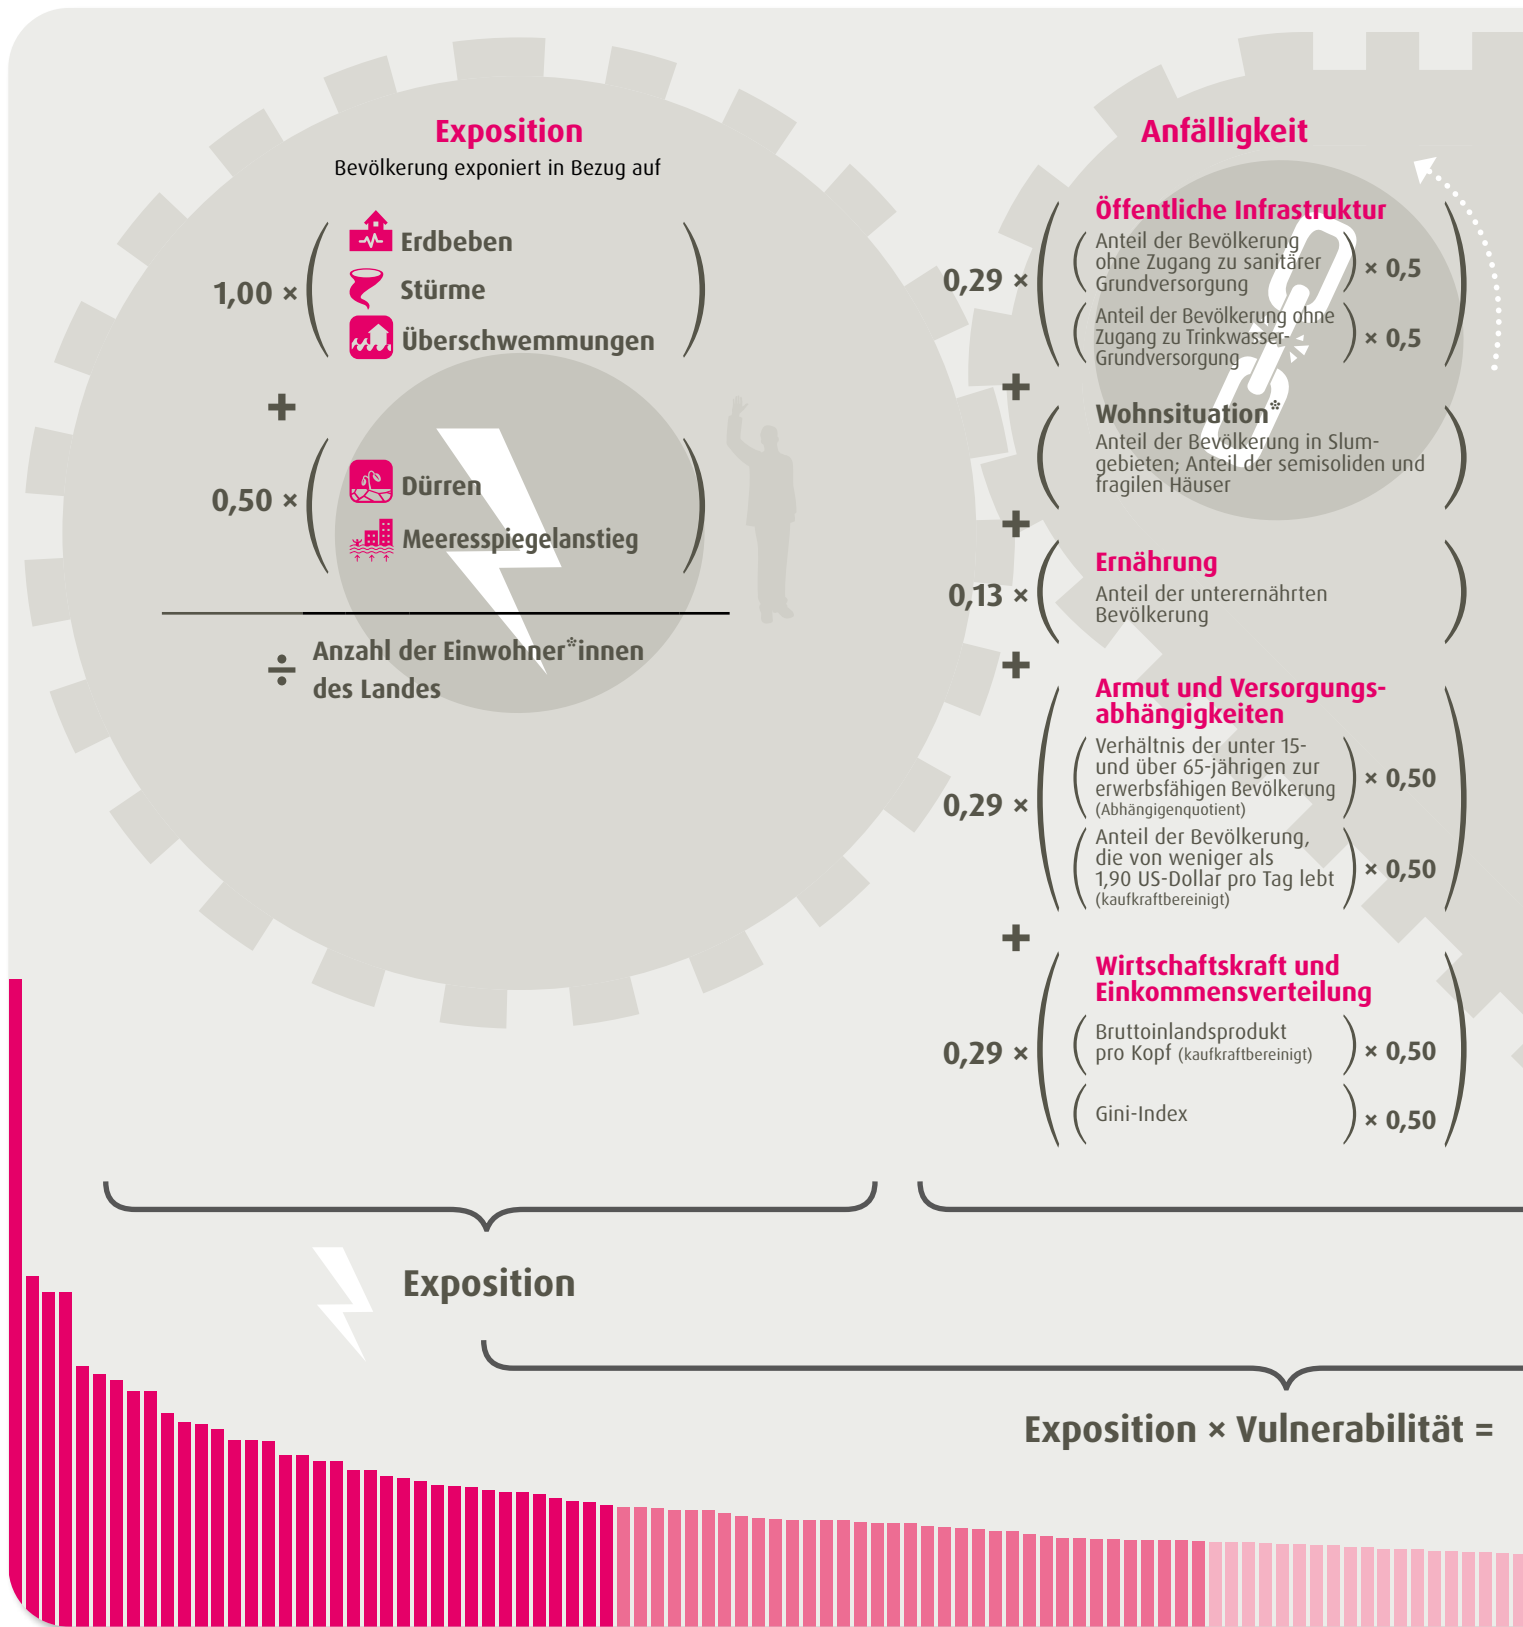 Exposition
Bevölkerung exponiert in Bezug auf
1,00 ×
Erdbeben
Stürme
Überschwemmungen
+
0,50 ×
Dürren
Meeresspiegelanstieg
÷
Anzahl der Einwohner*innen
des Landes
Anfälligkeit
0,29 ×
Öffentliche Infrastruktur
Anteil der Bevölkerung
ohne Zugang zu sanitärer
Grundversorgung
× 0,5
Anteil der Bevölkerung ohne
Zugang zu Trinkwasser-
Grundversorgung
× 0,5
+
Wohnsituation*
Anteil der Bevölkerung in Slum-
gebieten; Anteil der semisoliden und
fragilen Häuser
+
0,13 ×
Ernährung
Anteil der unterernährten
Bevölkerung
+
0,29 ×
Armut und Versorgungs-
abhängigkeiten
Verhältnis der unter 15-
und über 65-jährigen zur
erwerbsfähigen Bevölkerung
(Abhängigenquotient)
× 0,50
Anteil der Bevölkerung,
die von weniger als
1,90 US-Dollar pro Tag lebt
(kaufkraftbereinigt)
× 0,50
+
0,29 ×
Wirtschaftskraft und
Einkommensverteilung
Bruttoinlandsprodukt
pro Kopf (kaufkraftbereinigt)
× 0,50
Gini-Index
× 0,50
Exposition
Exposition × Vulnerabilität =